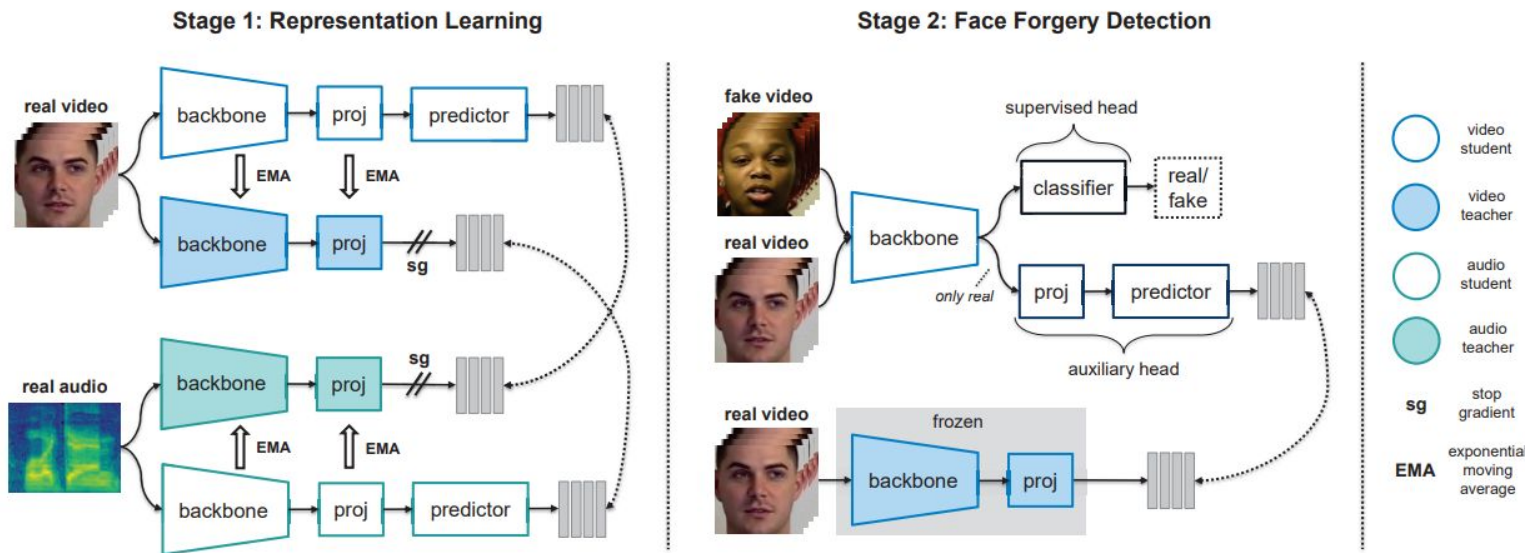 Stage 1: Representation Learning
real video
backbone
proj
predictor
EMA
EMA
backbone
proj
sg
real audio
backbone
proj
sg
EMA
EMA
backbone
proj
predictor
Stage 2: Face Forgery Detection
fake video
supervised head
classifier
real/
fake
real video
backbone
only real
proj
predictor
auxiliary head
real video
frozen
backbone
proj
video
student
video
teacher
audio
student
audio
teacher
sg
stop
gradient
EMA
exponential
moving
average